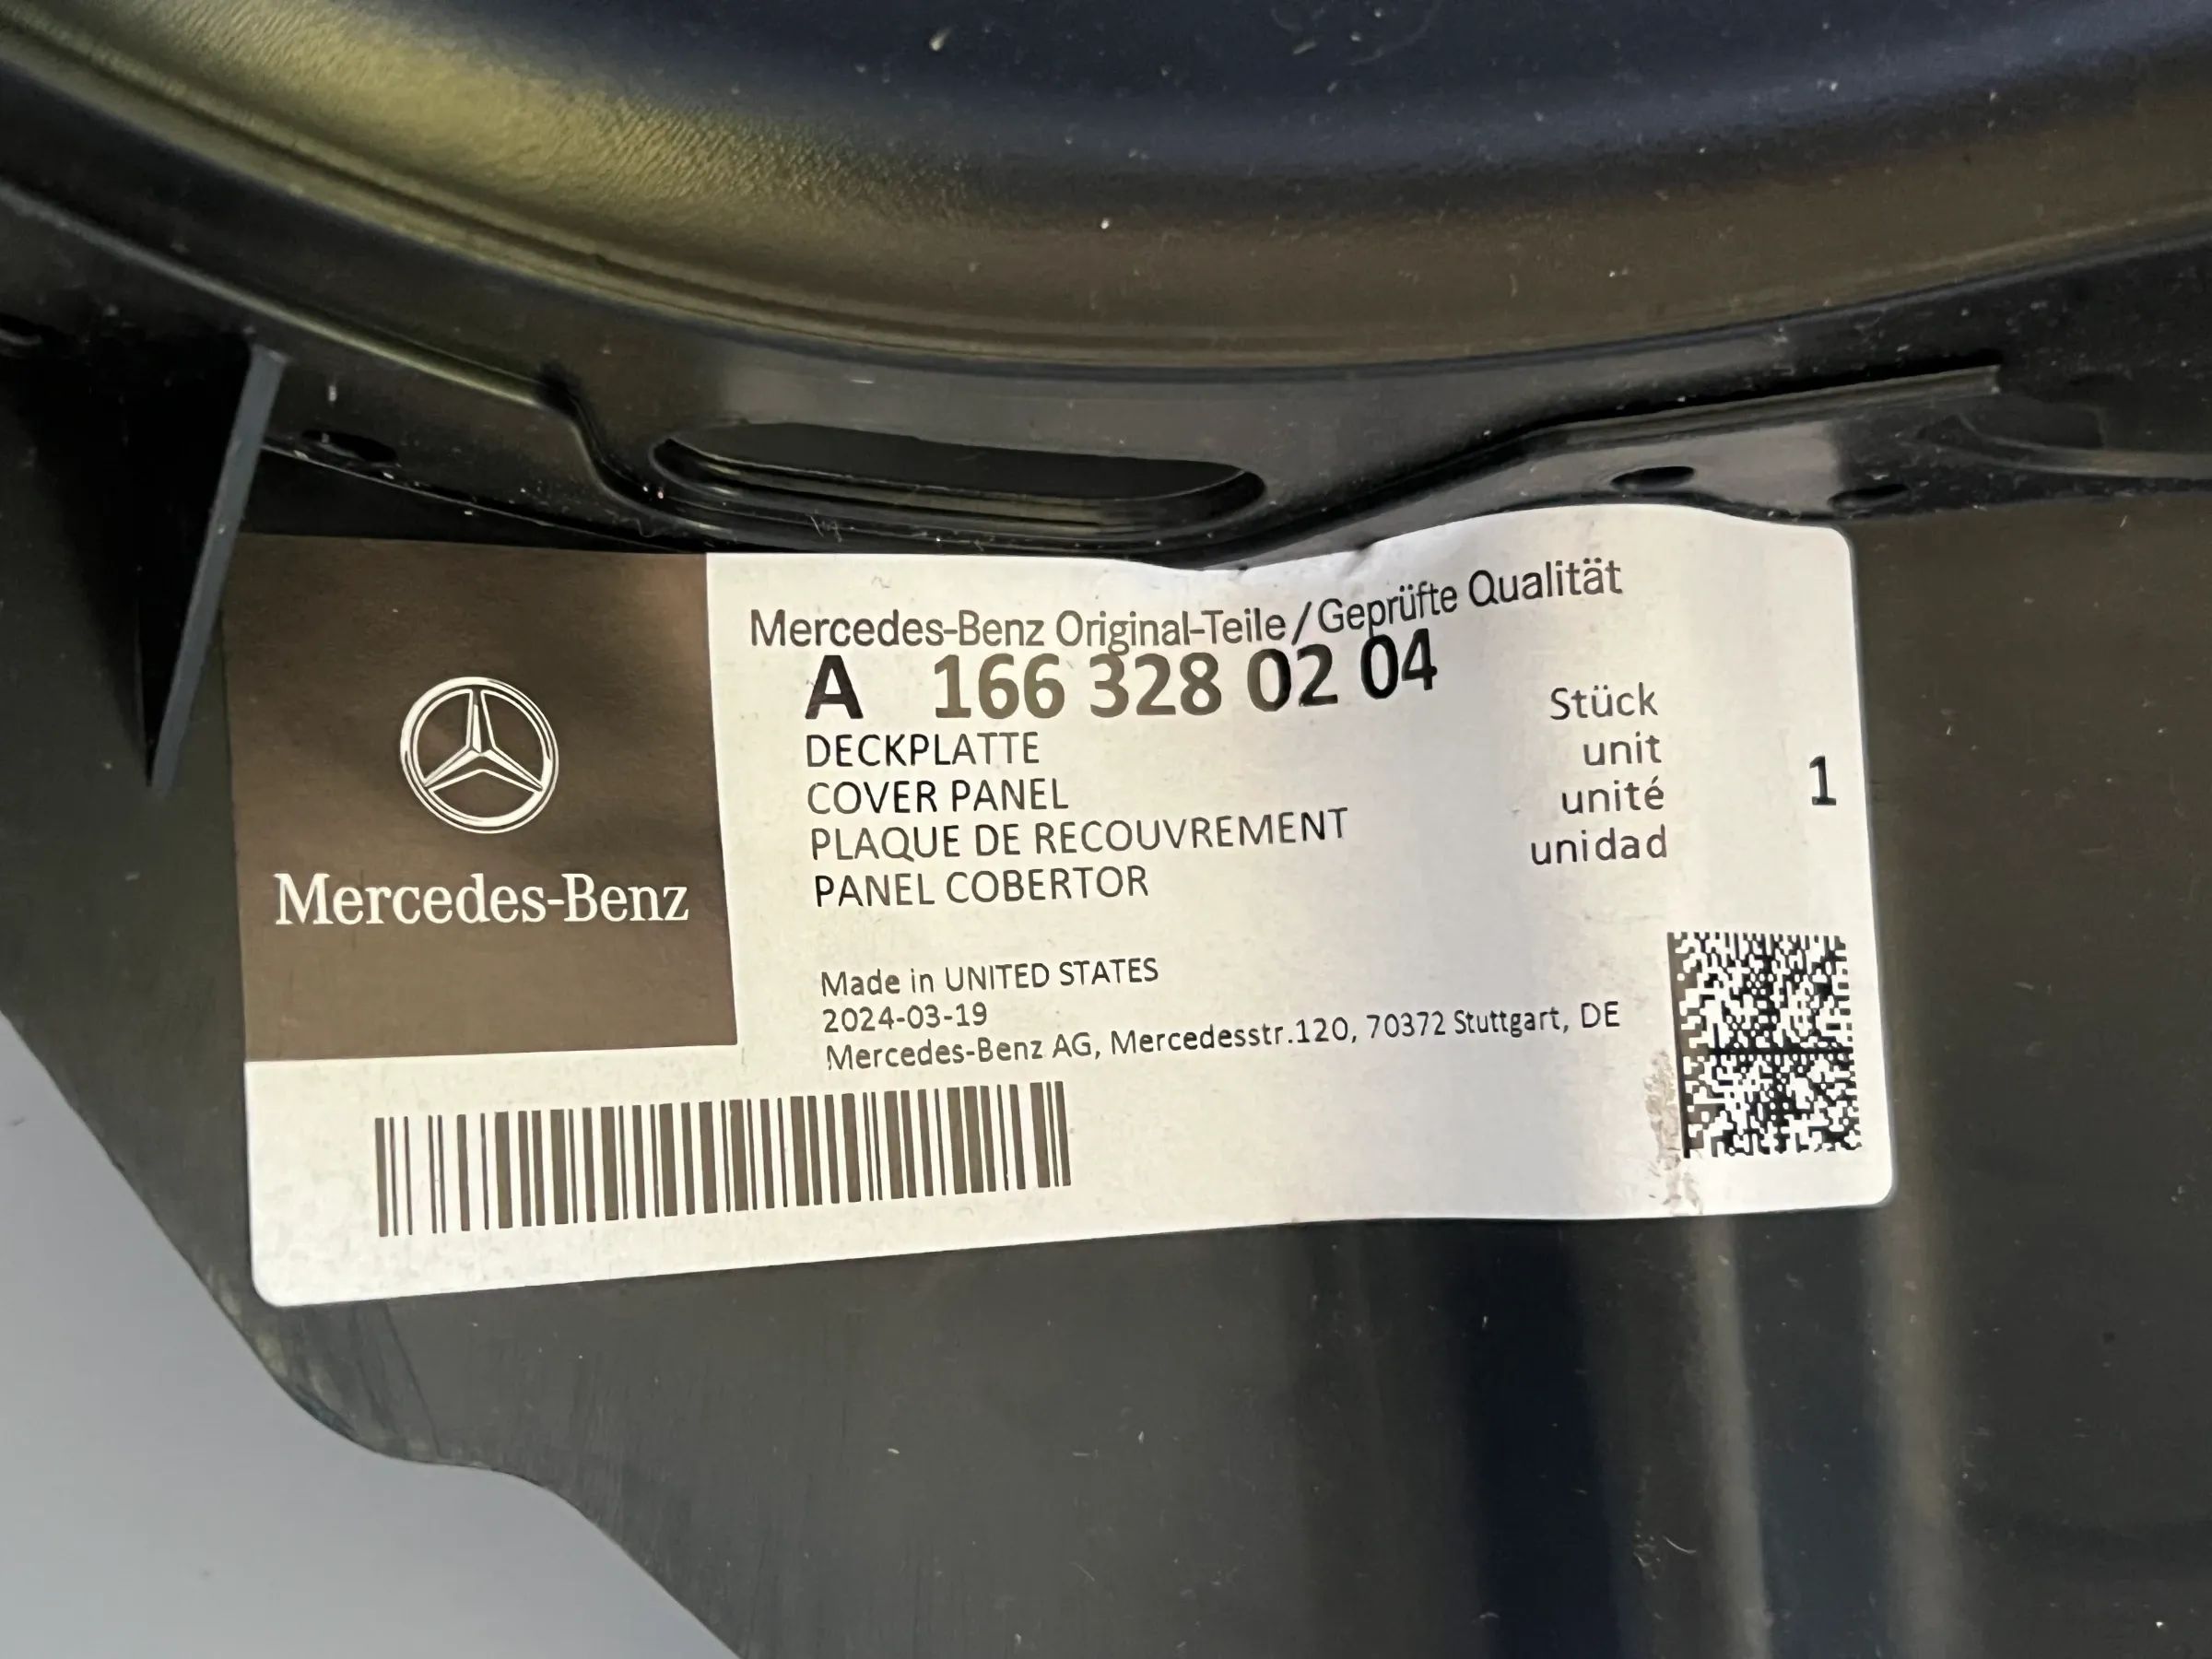 Mercedes-Benz
Mercedes-Benz Original-Teile/Geprüfte Qualität
A 166 328 02 04
DECKPLATTE
COVER PANEL
PLAQUE DE RECOUVREMENT
PANEL COBERTOR
Stück
unit
unité
unidad
1
Made in UNITED STATES
2024-03-19
Mercedes-Benz AG, Mercedesstr.120, 70372 Stuttgart, DE